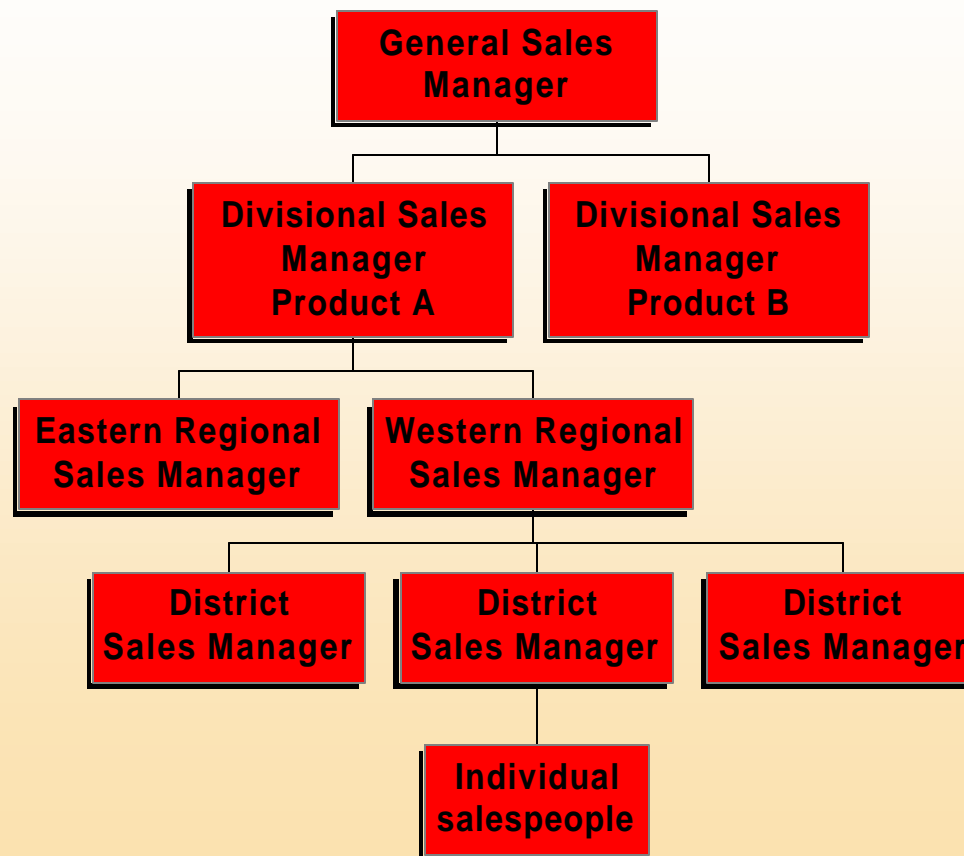 General Sales
Manager
Divisional Sales
Manager
Product A
Divisional Sales
Manager
Product B
Eastern Regional
Sales Manager
Western Regional
Sales Manager
District
Sales Manager
District
Sales Manager
District
Sales Manager
Individual
salespeople